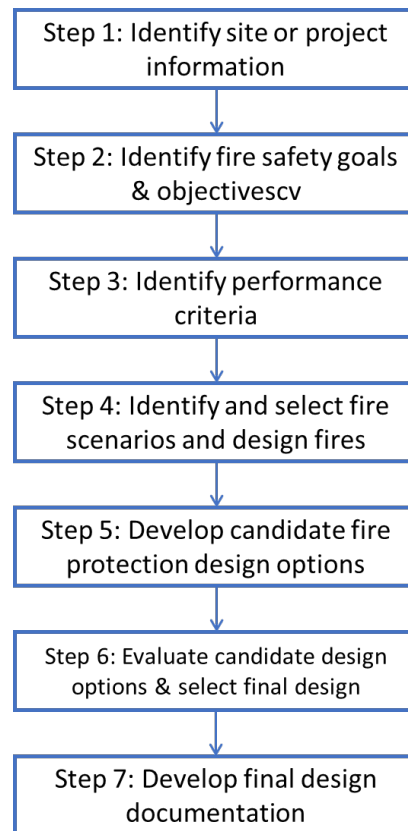 Step 1: Identify site or project
information
Step 2: Identify fire safety goals
& objectivescv
Step 3: Identify performance
criteria
Step 4: Identify and select fire
scenarios and design fires
Step 5: Develop candidate fire
protection design options
Step 6: Evaluate candidate design
options & select final design
Step 7: Develop final design
documentation